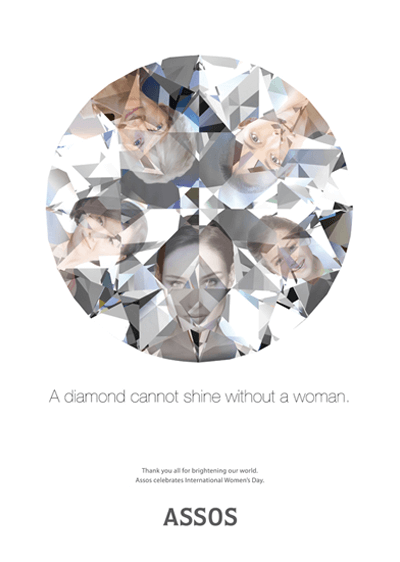 A diamond cannot shine without a woman.
Thank you all for brightening our world.
Assos celebrates International Women's Day.
ASSOS